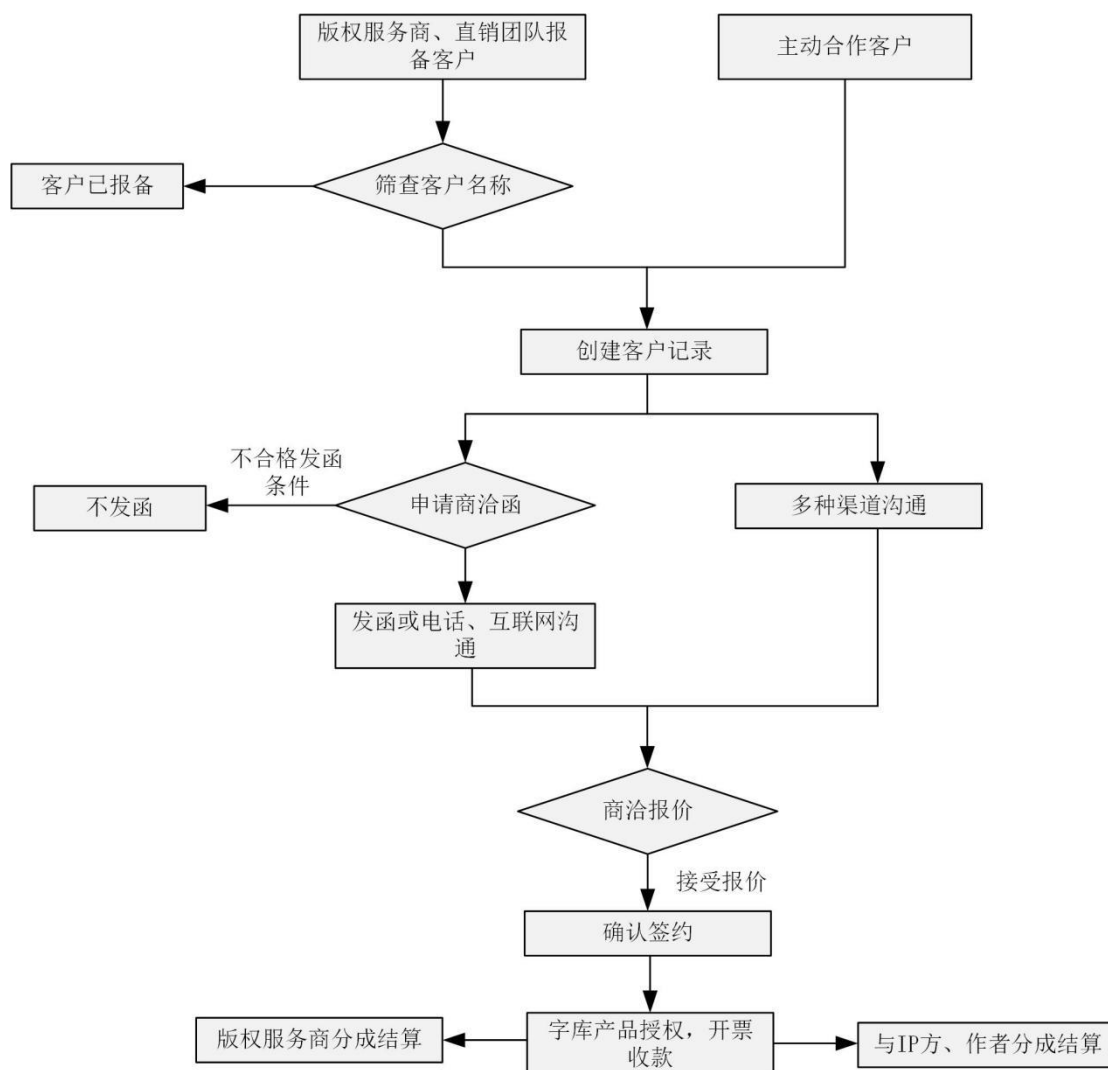 版权服务商、直销团队报
备客户
主动合作客户
客户已报备
筛查客户名称
创建客户记录
不合格发函
条件
不发函
申请商洽函
多种渠道沟通
发函或电话、互联网沟
通
商洽报价
接受报价
确认签约
版权服务商分成结算
字库产品授权，开票
收款
与IP方、作者分成结算